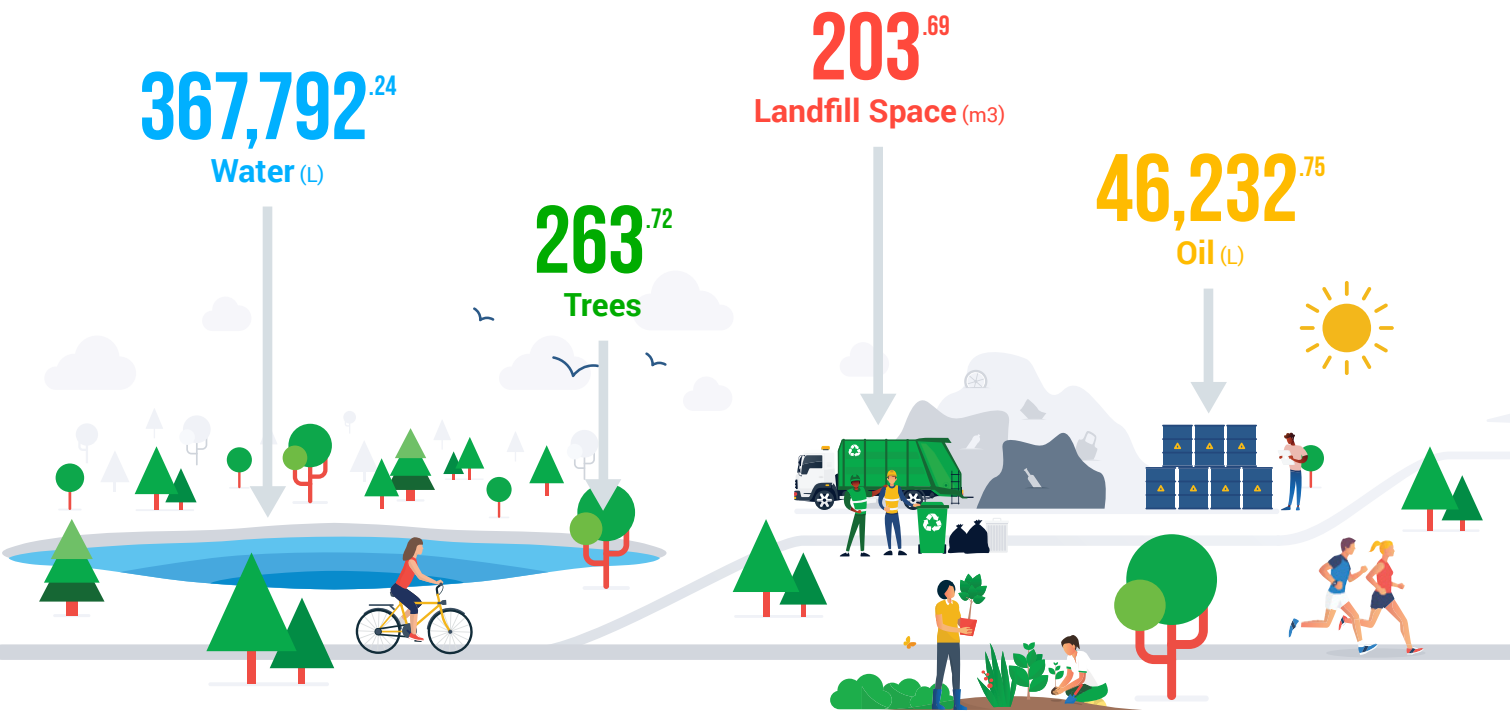 367,792.24
Water (L)
263.72
Trees
203.69
Landfill Space (m3)
46,232.75
Oil (L)